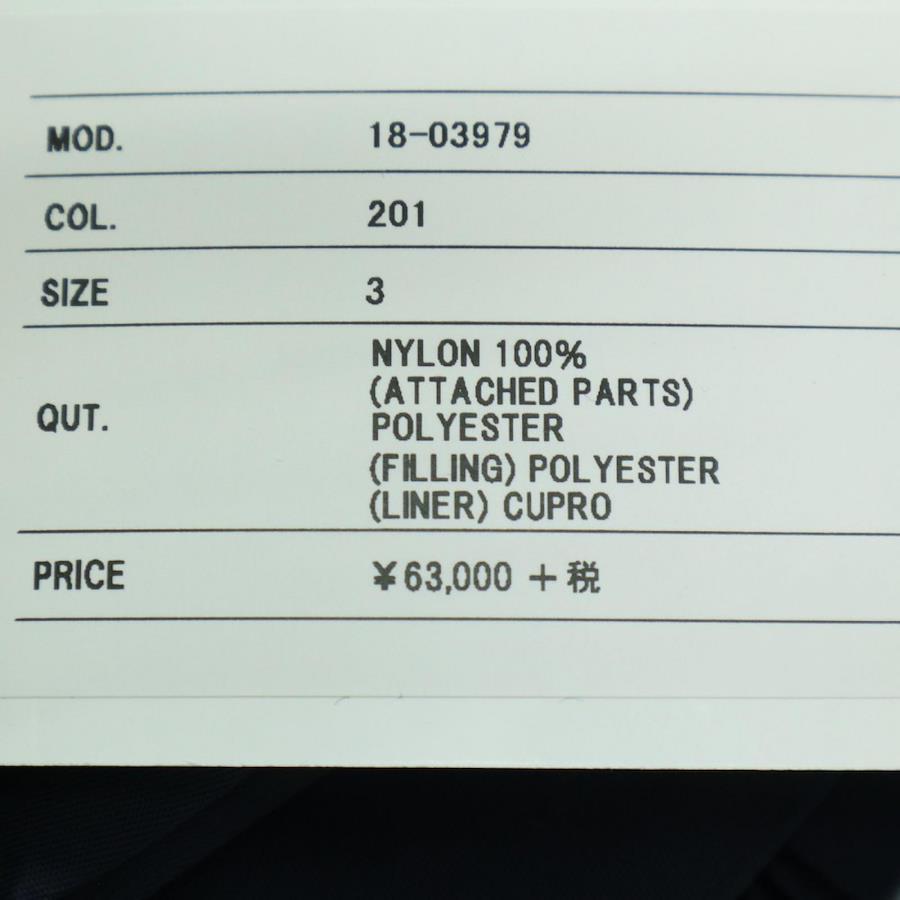 MOD. 18-03979
COL. 201
SIZE 3
QUT. NYLON 100%
(ATTACHED PARTS)
POLYESTER
(FILLING) POLYESTER
(LINER) CUPRO
PRICE ¥63,000 +税